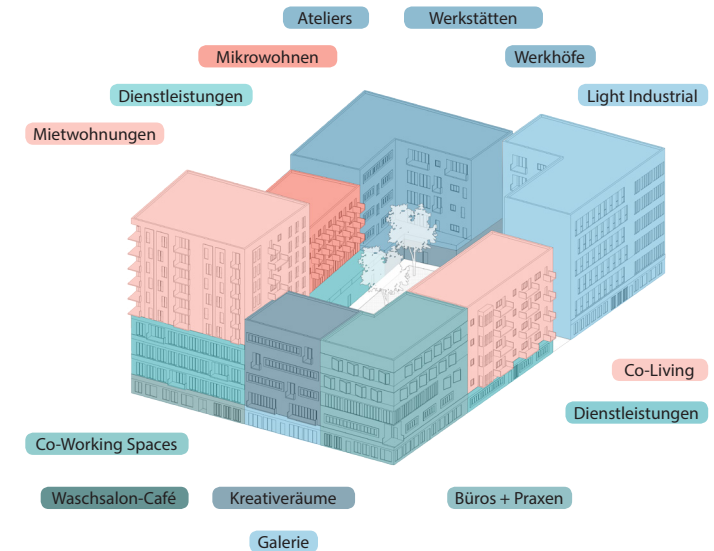 Ateliers
Werkstätten
Mikrowohnen
Werkhöfe
Dienstleistungen
Light Industrial
Mietwohnungen
Co-Living
Dienstleistungen
Co-Working Spaces
Waschsalon-Café
Kreativeräume
Büros + Praxen
Galerie